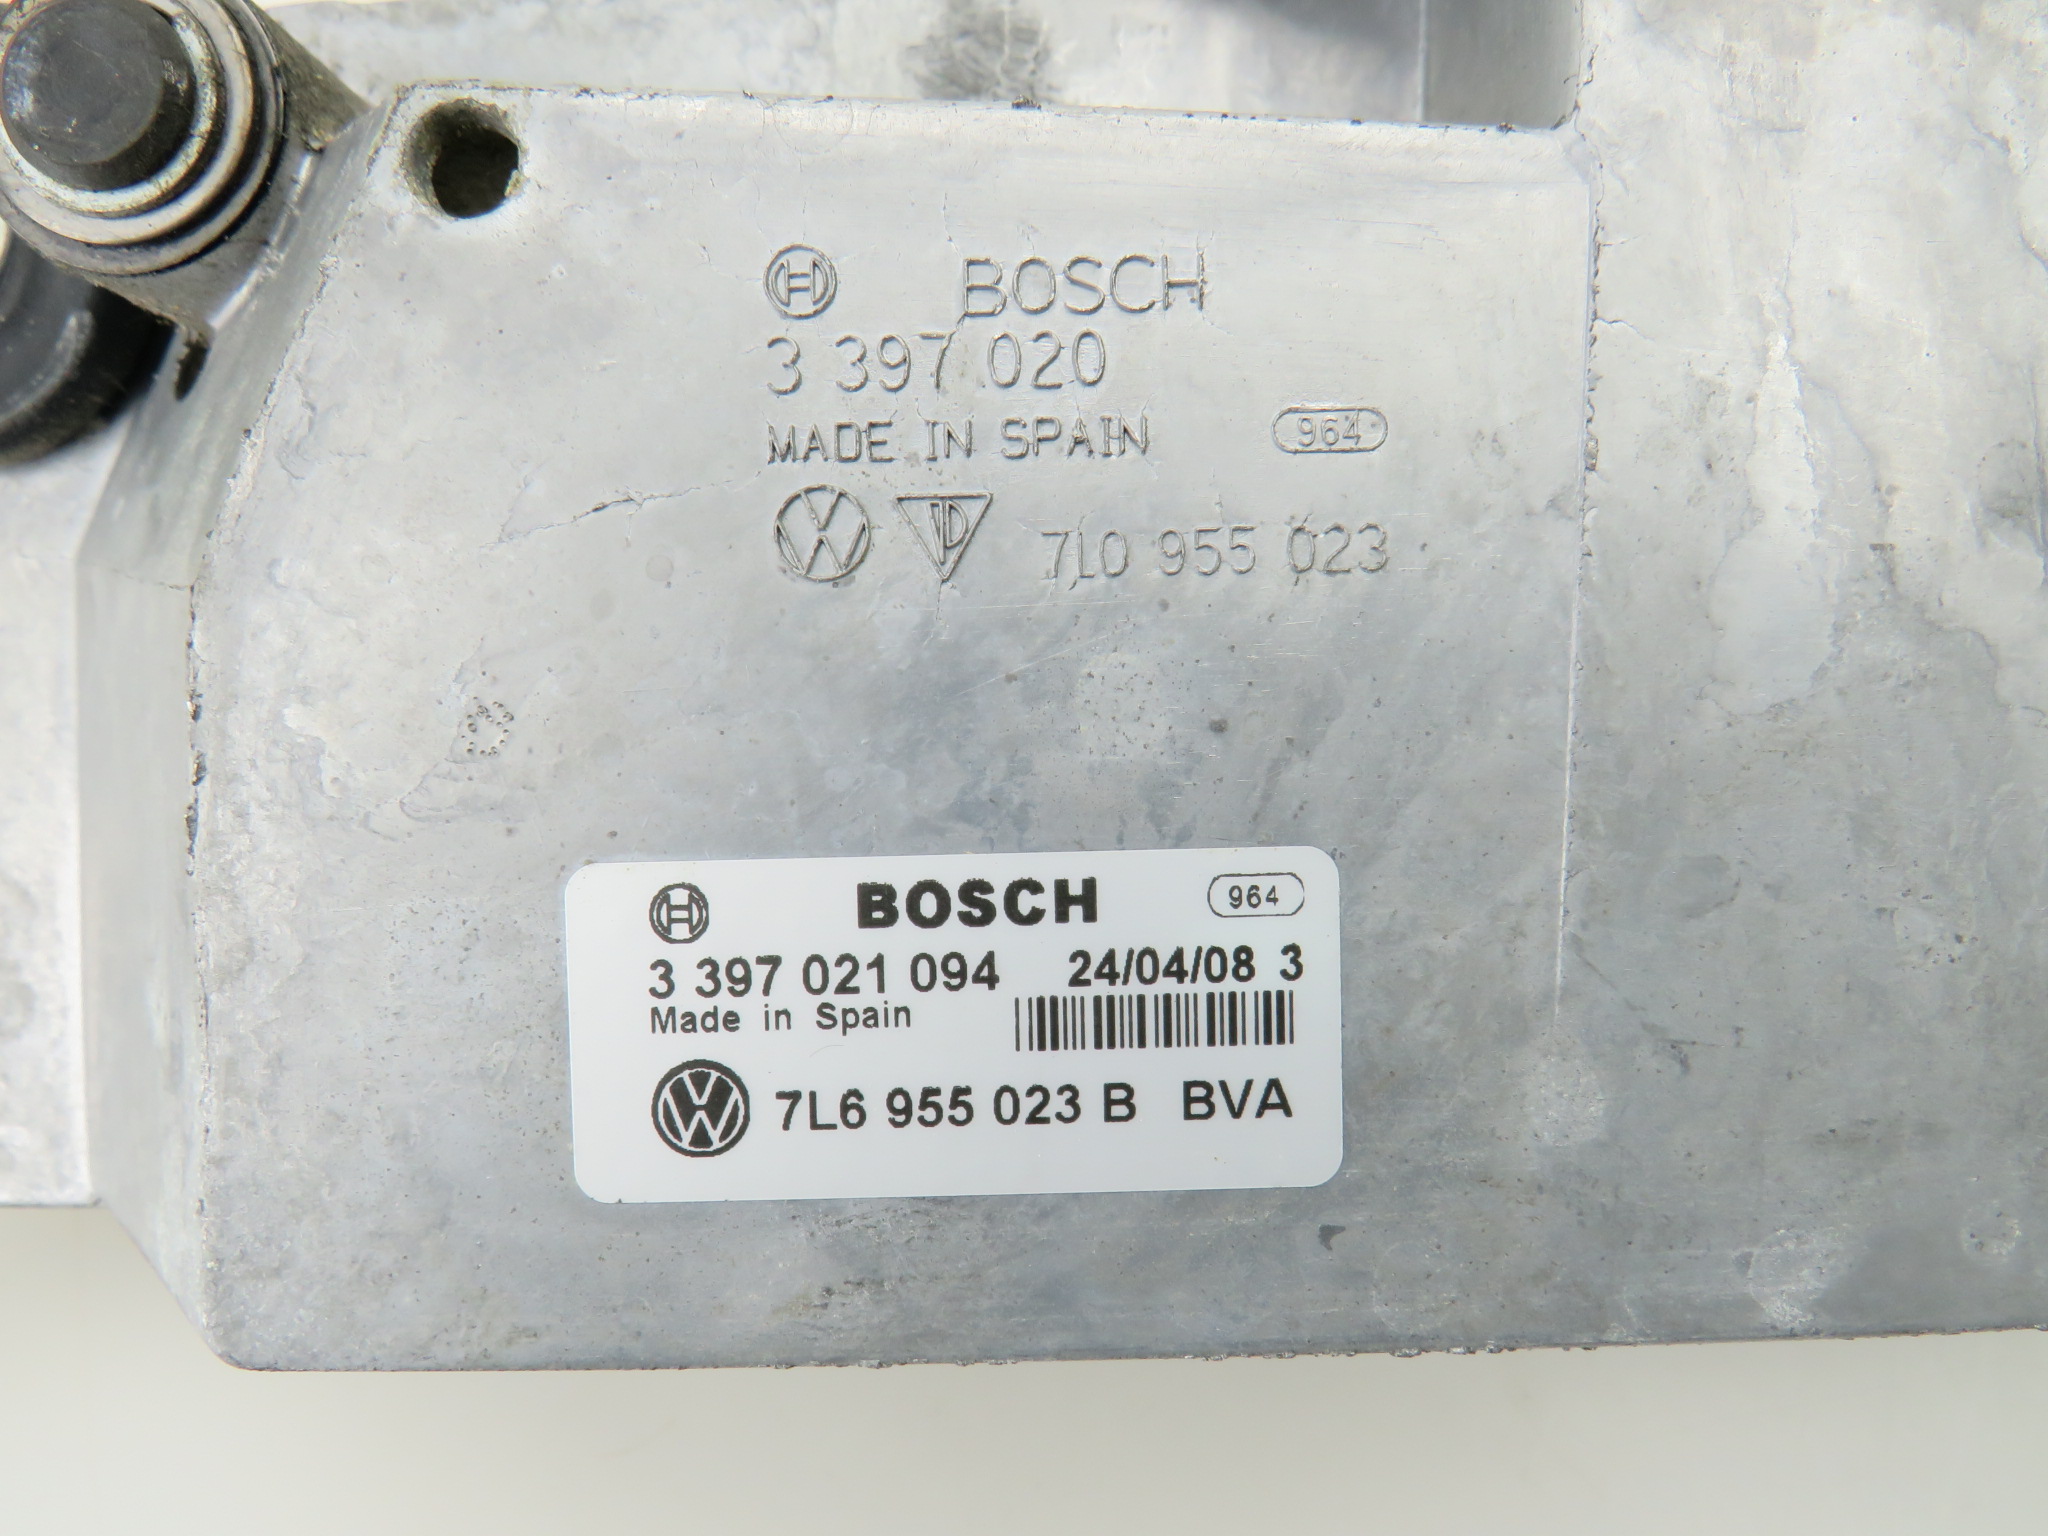 BOSCH
3 397 020
MADE IN SPAIN 964
7L0 955 023
BOSCH 964
3 397 021 094 24/04/08 3
Made in Spain
7L6 955 023 B BVA